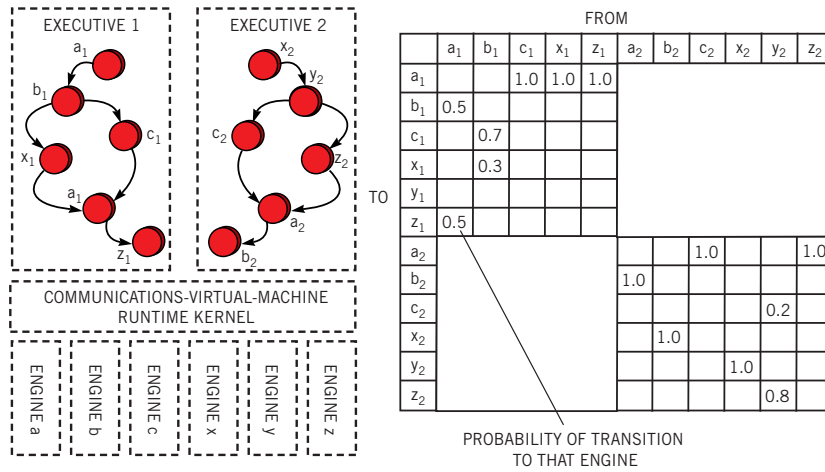 EXECUTIVE 1
a1
b1
c1
x1
a1
z1
EXECUTIVE 2
x2
y2
c2
z2
a2
b2
COMMUNICATIONS-VIRTUAL-MACHINE
RUNTIME KERNEL
ENGINE a
ENGINE b
ENGINE c
ENGINE x
ENGINE y
ENGINE z
FROM
a1 b1 c1 x1 z1 a2 b2 c2 x2 y2 z2
TO
a1 1.0 1.0 1.0
b1 0.5
c1 0.7
x1 0.3
y1
z1 0.5
a2 1.0 1.0
b2 1.0
c2 0.2
x2 1.0
y2 1.0
z2 0.8
PROBABILITY OF TRANSITION
TO THAT ENGINE